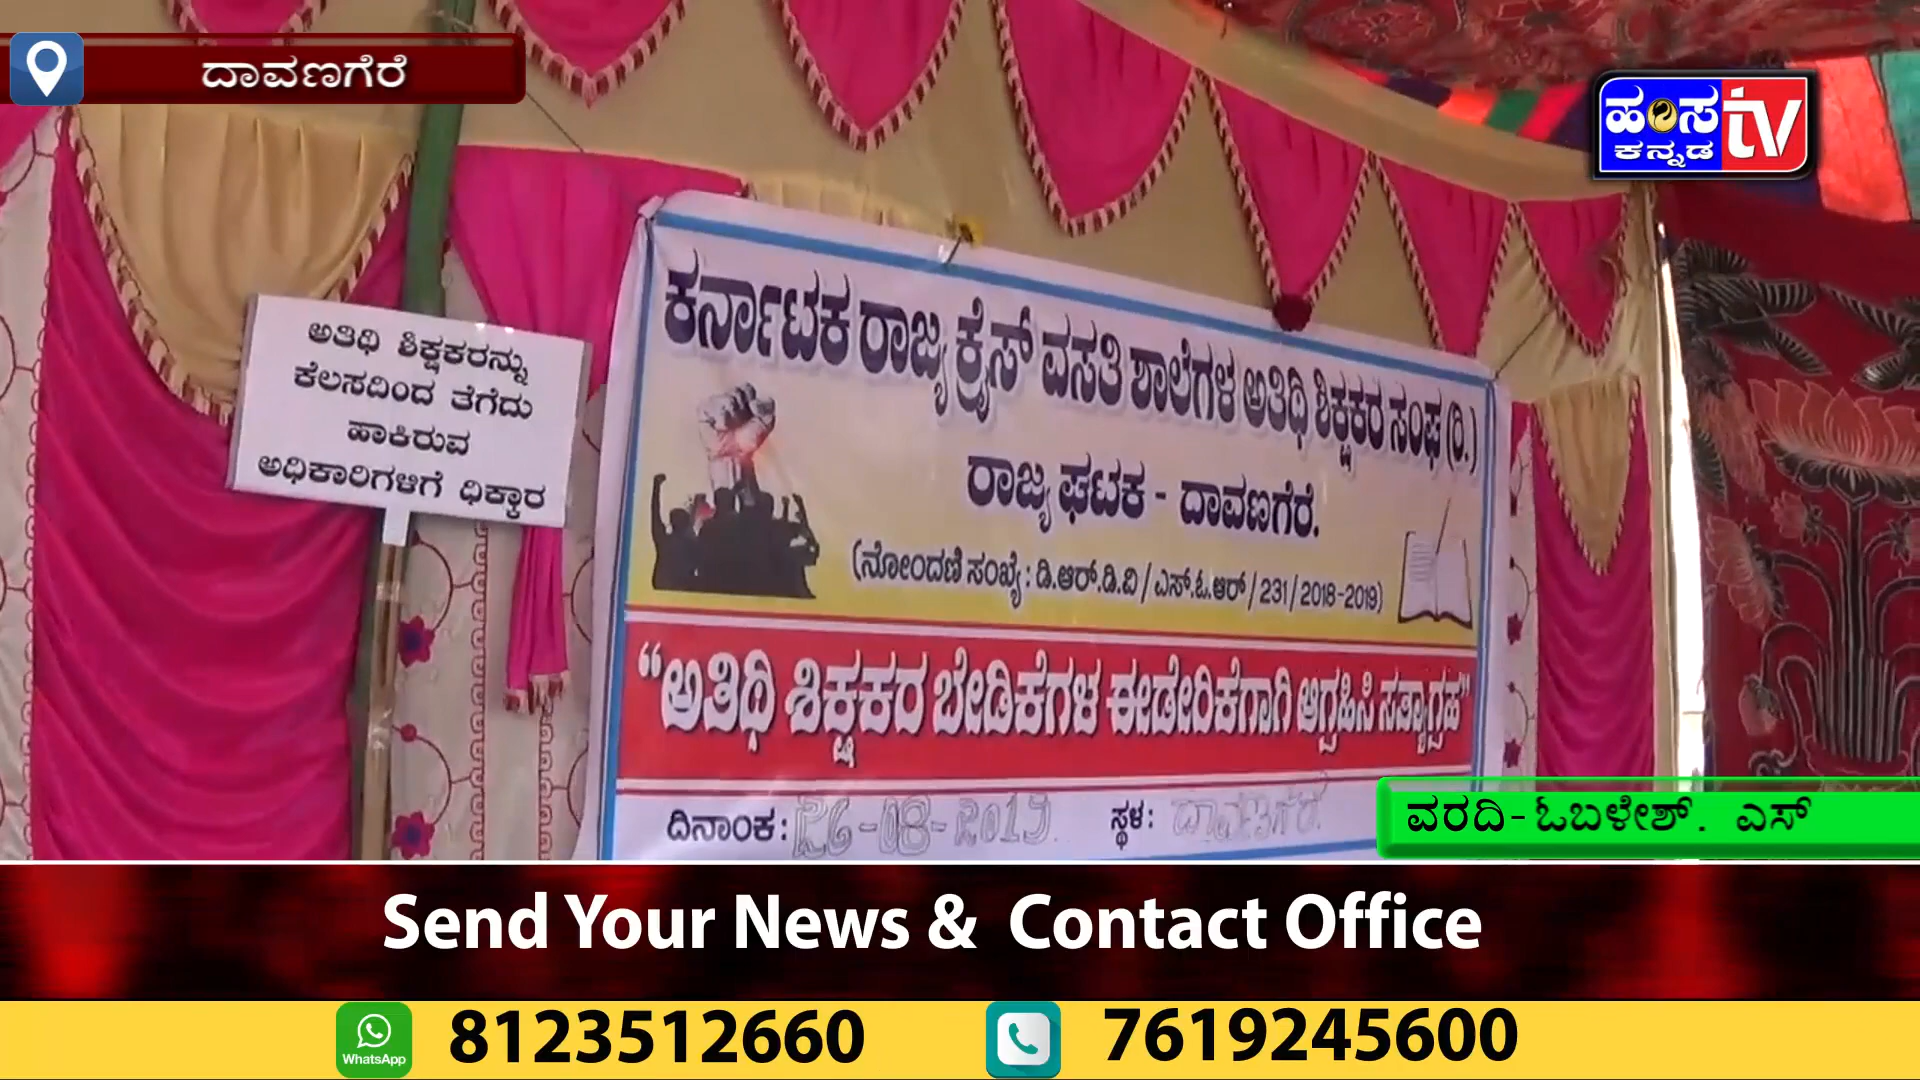 ದಾವಣಗೆರೆ
ಹಂಸ tv
ಕನ್ನಡ
ಅತಿಥಿ ಶಿಕ್ಷಕರನ್ನು
ಕೆಲಸದಿಂದ ತೆಗೆದು
ಹಾಕಿರುವ
ಅಧಿಕಾರಿಗಳಿಗೆ ಧಿಕ್ಕಾರ
ಕರ್ನಾಟಕ ರಾಜ್ಯ ಕ್ರೈಸ್ ವಸತಿ ಶಾಲೆಗಳ ಅತಿಥಿ ಶಿಕ್ಷಕರ ಸಂಘ (ರಿ.)
ರಾಜ್ಯ ಘಟಕ - ದಾವಣಗೆರೆ.
(ನೋಂದಣಿ ಸಂಖ್ಯೆ : ಡಿ.ಆರ್.ಡಿ.ವಿ / ಎಸ್.ಓ.ಆರ್ / 231 / 2018-2019)
“ಅತಿಥಿ ಶಿಕ್ಷಕರ ಬೇಡಿಕೆಗಳ ಈಡೇರಿಕೆಗಾಗಿ ಆಗ್ರಹಿಸಿ ಸತ್ಯಾಗ್ರಹ”
ದಿನಾಂಕ : 26-08-2019 ಸ್ಥಳ : ದಾವಣಗೆರೆ
ವರದಿ- ಓಬಳೇಶ್. ಎಸ್
Send Your News & Contact Office
WhatsApp 8123512660 7619245600